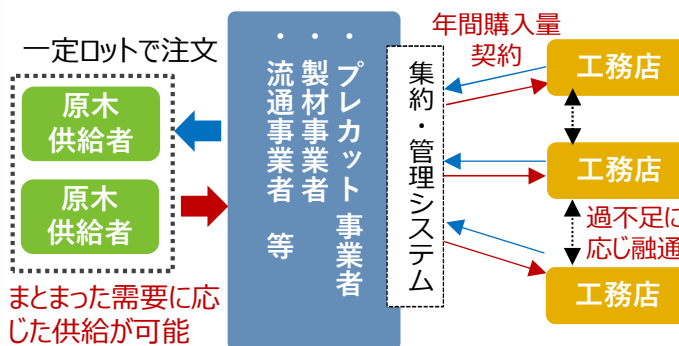 一定ロットで注文
原木
供給者
原木
供給者
まとまった需要に応
じた供給が可能
・プレカット事業者
・製材事業者
・流通事業者 等
集約・管理システム
年間購入量
契約
工務店
工務店
過不足に
応じ融通
工務店